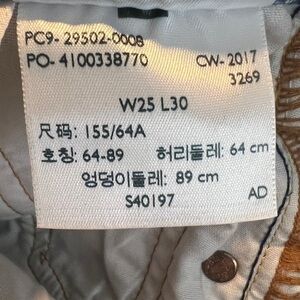 PC9- 29502-0008
PO- 4100338770 CW- 2017
3269
W25 L30
尺码: 155/64A
호칭: 64-89 허리둘레: 64 cm
엉덩이둘레: 89 cm
S40197 AD